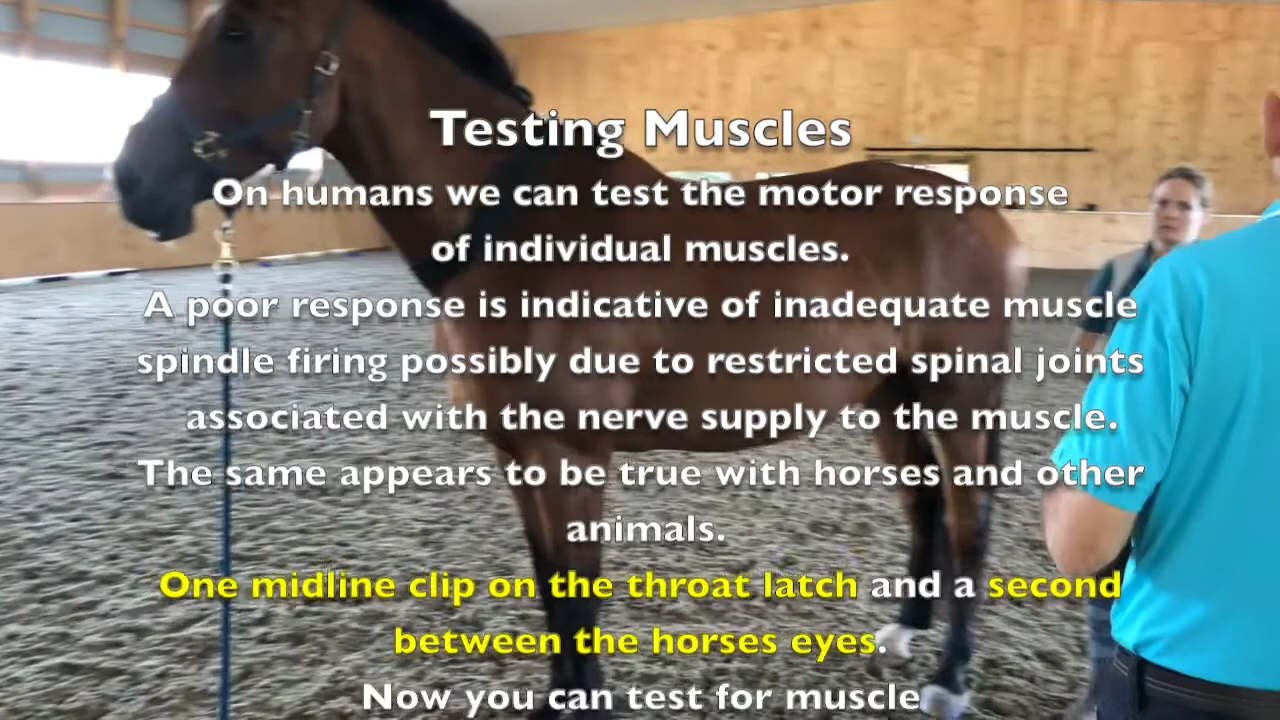 Testing Muscles
On humans we can test the motor response
of individual muscles.
A poor response is indicative of inadequate muscle
spindle firing possibly due to restricted spinal joints
associated with the nerve supply to the muscle.
The same appears to be true with horses and other
animals.
One midline clip on the throat latch and a second
between the horses eyes.
Now you can test for muscle